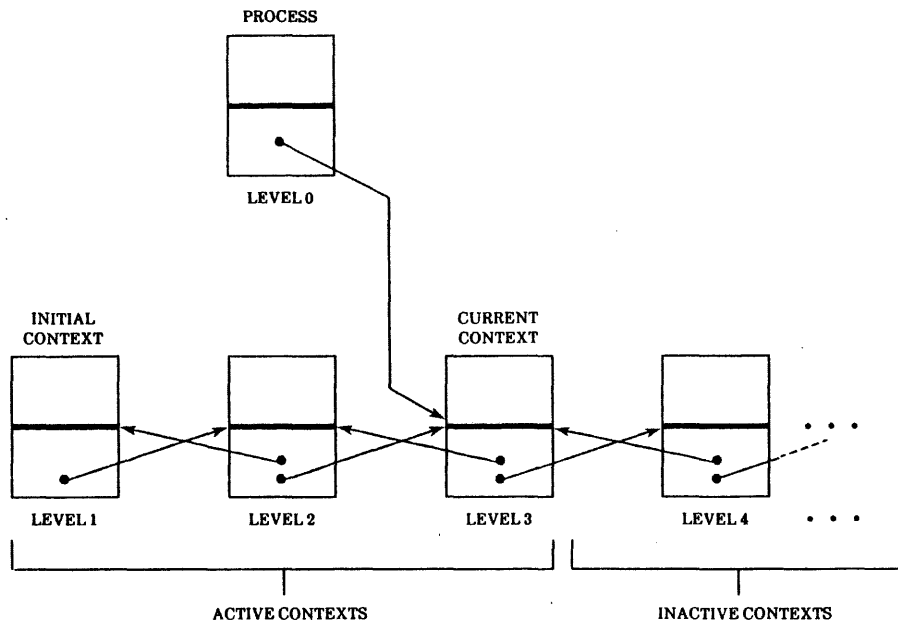 PROCESS
LEVEL 0
INITIAL
CONTEXT
CURRENT
CONTEXT
LEVEL 1
LEVEL 2
LEVEL 3
LEVEL 4
ACTIVE CONTEXTS
INACTIVE CONTEXTS